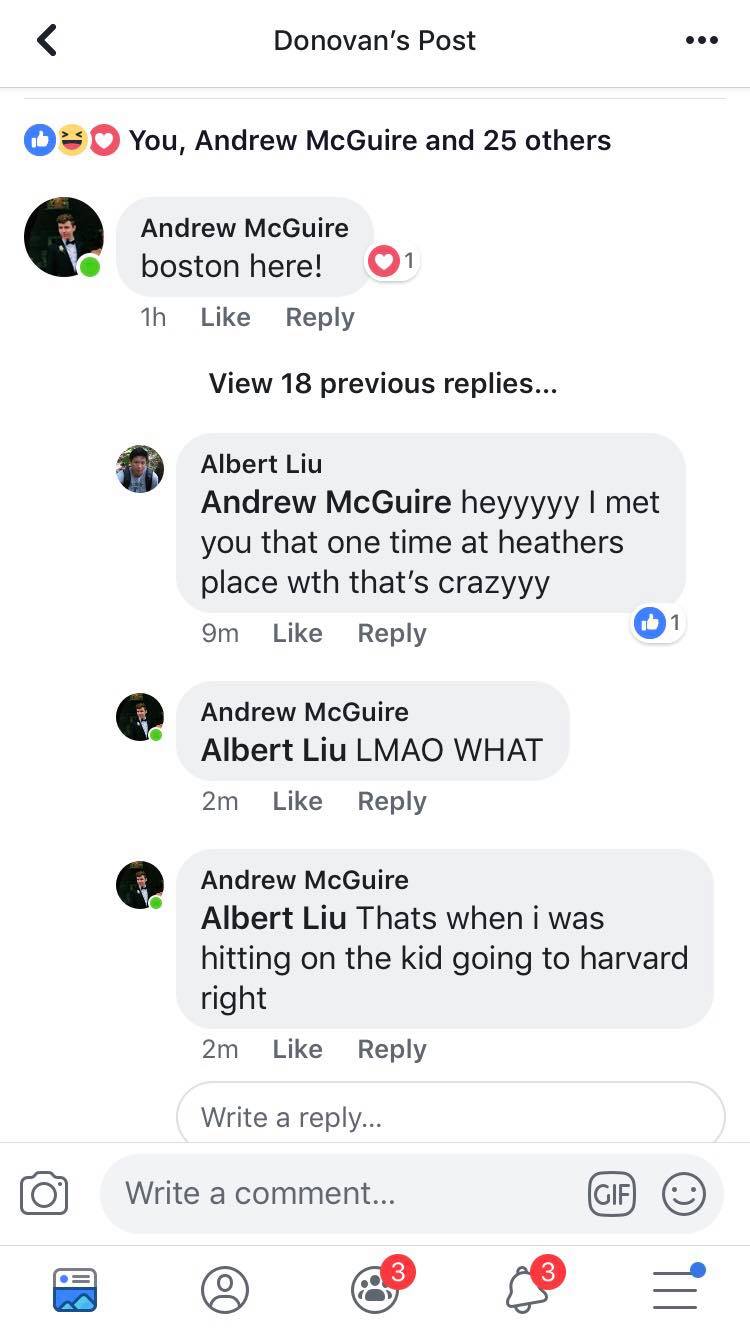 Donovan's Post
You, Andrew McGuire and 25 others
Andrew McGuire
boston here!
1
1h Like Reply
View 18 previous replies...
Albert Liu
Andrew McGuire heyyyyy I met
you that one time at heathers
place wth that's crazyyy
1
9m Like Reply
Andrew McGuire
Albert Liu LMAO WHAT
2m Like Reply
Andrew McGuire
Albert Liu Thats when i was
hitting on the kid going to harvard
right
2m Like Reply
Write a reply...
Write a comment...
GIF
3
3